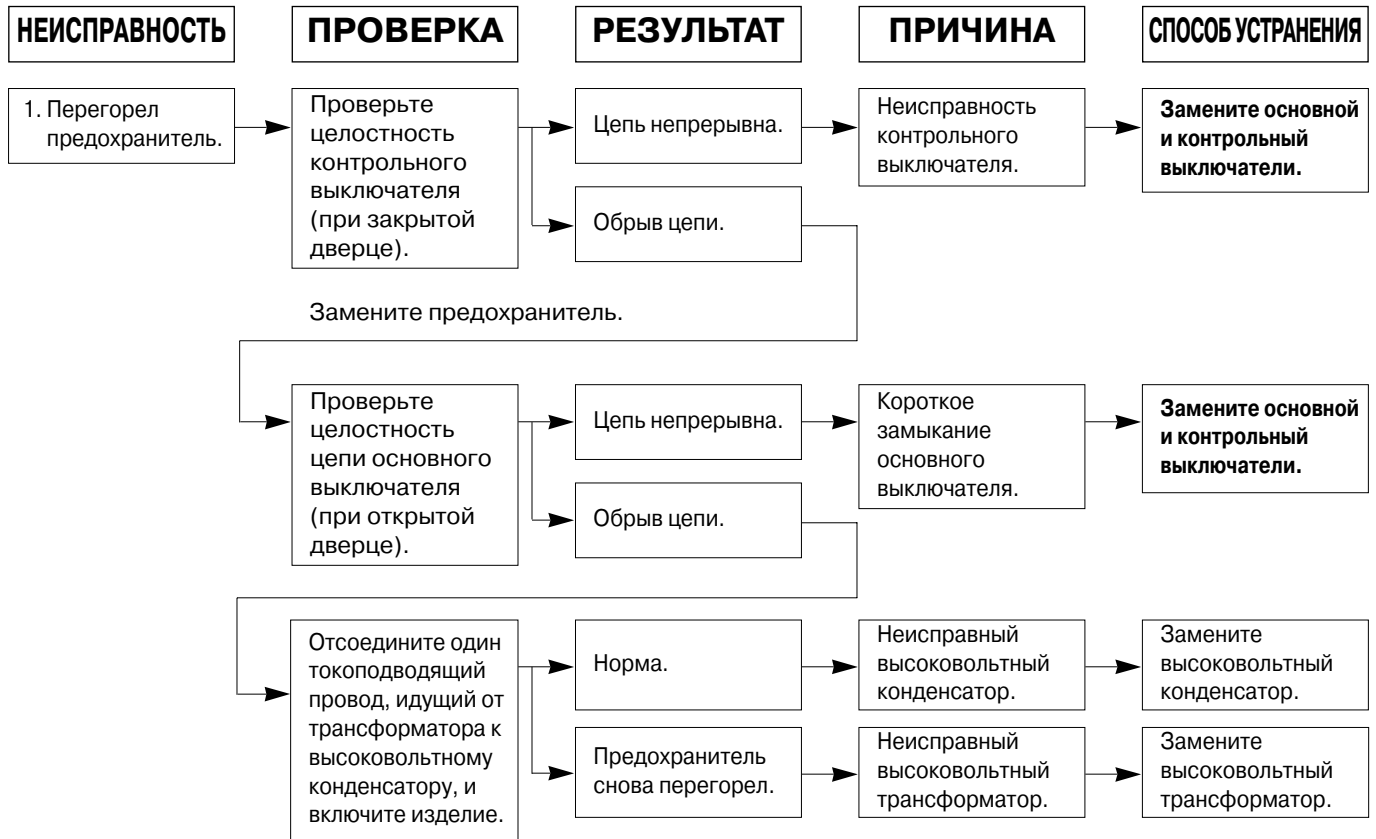 НЕИСПРАВНОСТЬ
ПРОВЕРКА
РЕЗУЛЬТАТ
ПРИЧИНА
СПОСОБ УСТРАНЕНИЯ
1. Перегорел
предохранитель.
Проверьте
целостность
контрольного
выключателя
(при закрытой
дверце).
Цепь непрерывна.
Неисправность
контрольного
выключателя.
Замените основной
и контрольный
выключатели.
Обрыв цепи.
Замените предохранитель.
Проверьте
целостность
цепи основного
выключателя
(при открытой
дверце).
Цепь непрерывна.
Короткое
замыкание
основного
выключателя.
Замените основной
и контрольный
выключатели.
Обрыв цепи.
Отсоедините один
токоподводящий
провод, идущий от
трансформатора к
высоковольтному
конденсатору, и
включите изделие.
Норма.
Неисправный
высоковольтный
конденсатор.
Замените
высоковольтный
конденсатор.
Предохранитель
снова перегорел.
Неисправный
высоковольтный
трансформатор.
Замените
высоковольтный
трансформатор.